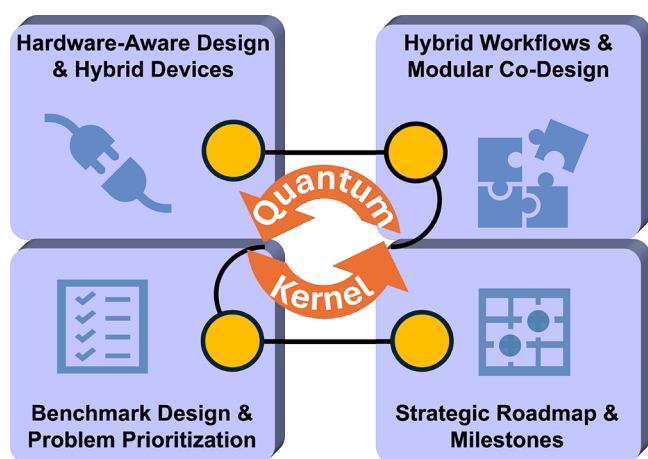 Hardware-Aware Design
& Hybrid Devices
Hybrid Workflows &
Modular Co-Design
Quantum
Kernel
Benchmark Design &
Problem Prioritization
Strategic Roadmap &
Milestones